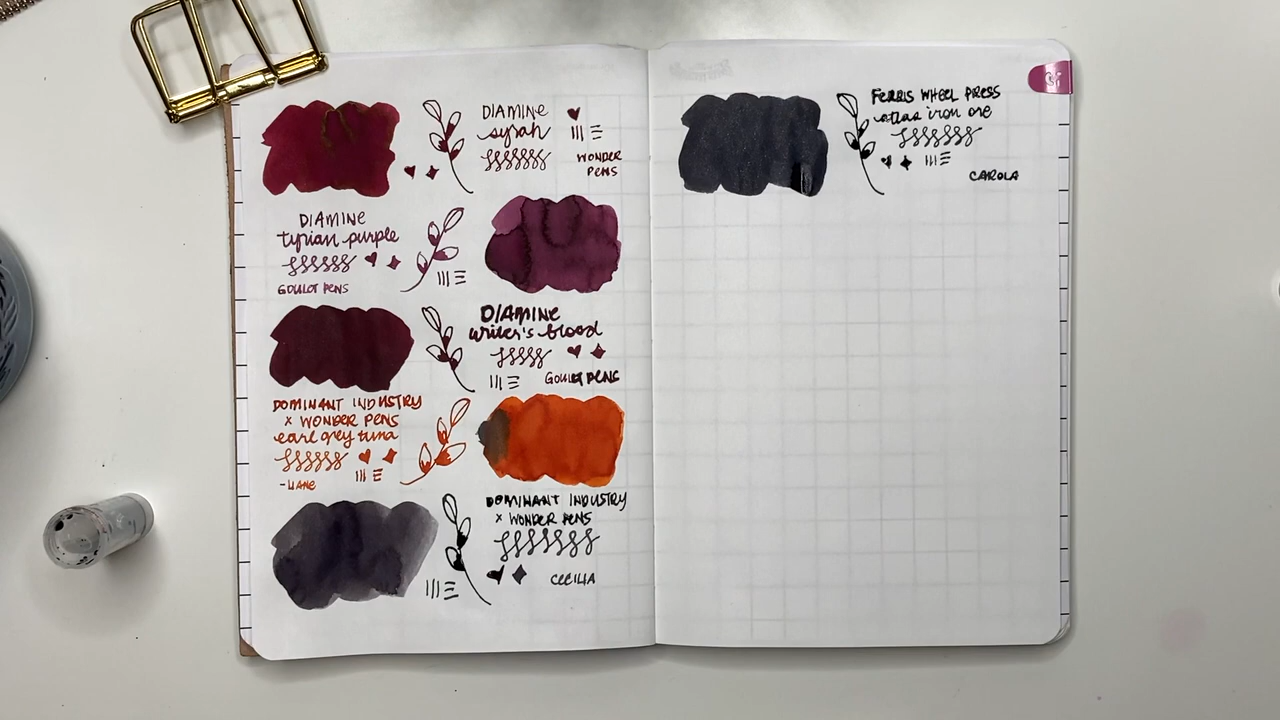 DIAMINE
syrah
WONDER
PENS
DIAMINE
tyrian purple
GOULET PENS
DIAMINE
writer's blood
GOULET PENS
DOMINANT INDUSTRY
x WONDER PENS
earl grey tuna
- LIANE
DOMINANT INDUSTRY
x WONDER PENS
CECILIA
FERRIS WHEEL PRESS
atlas iron ore
CAROLA